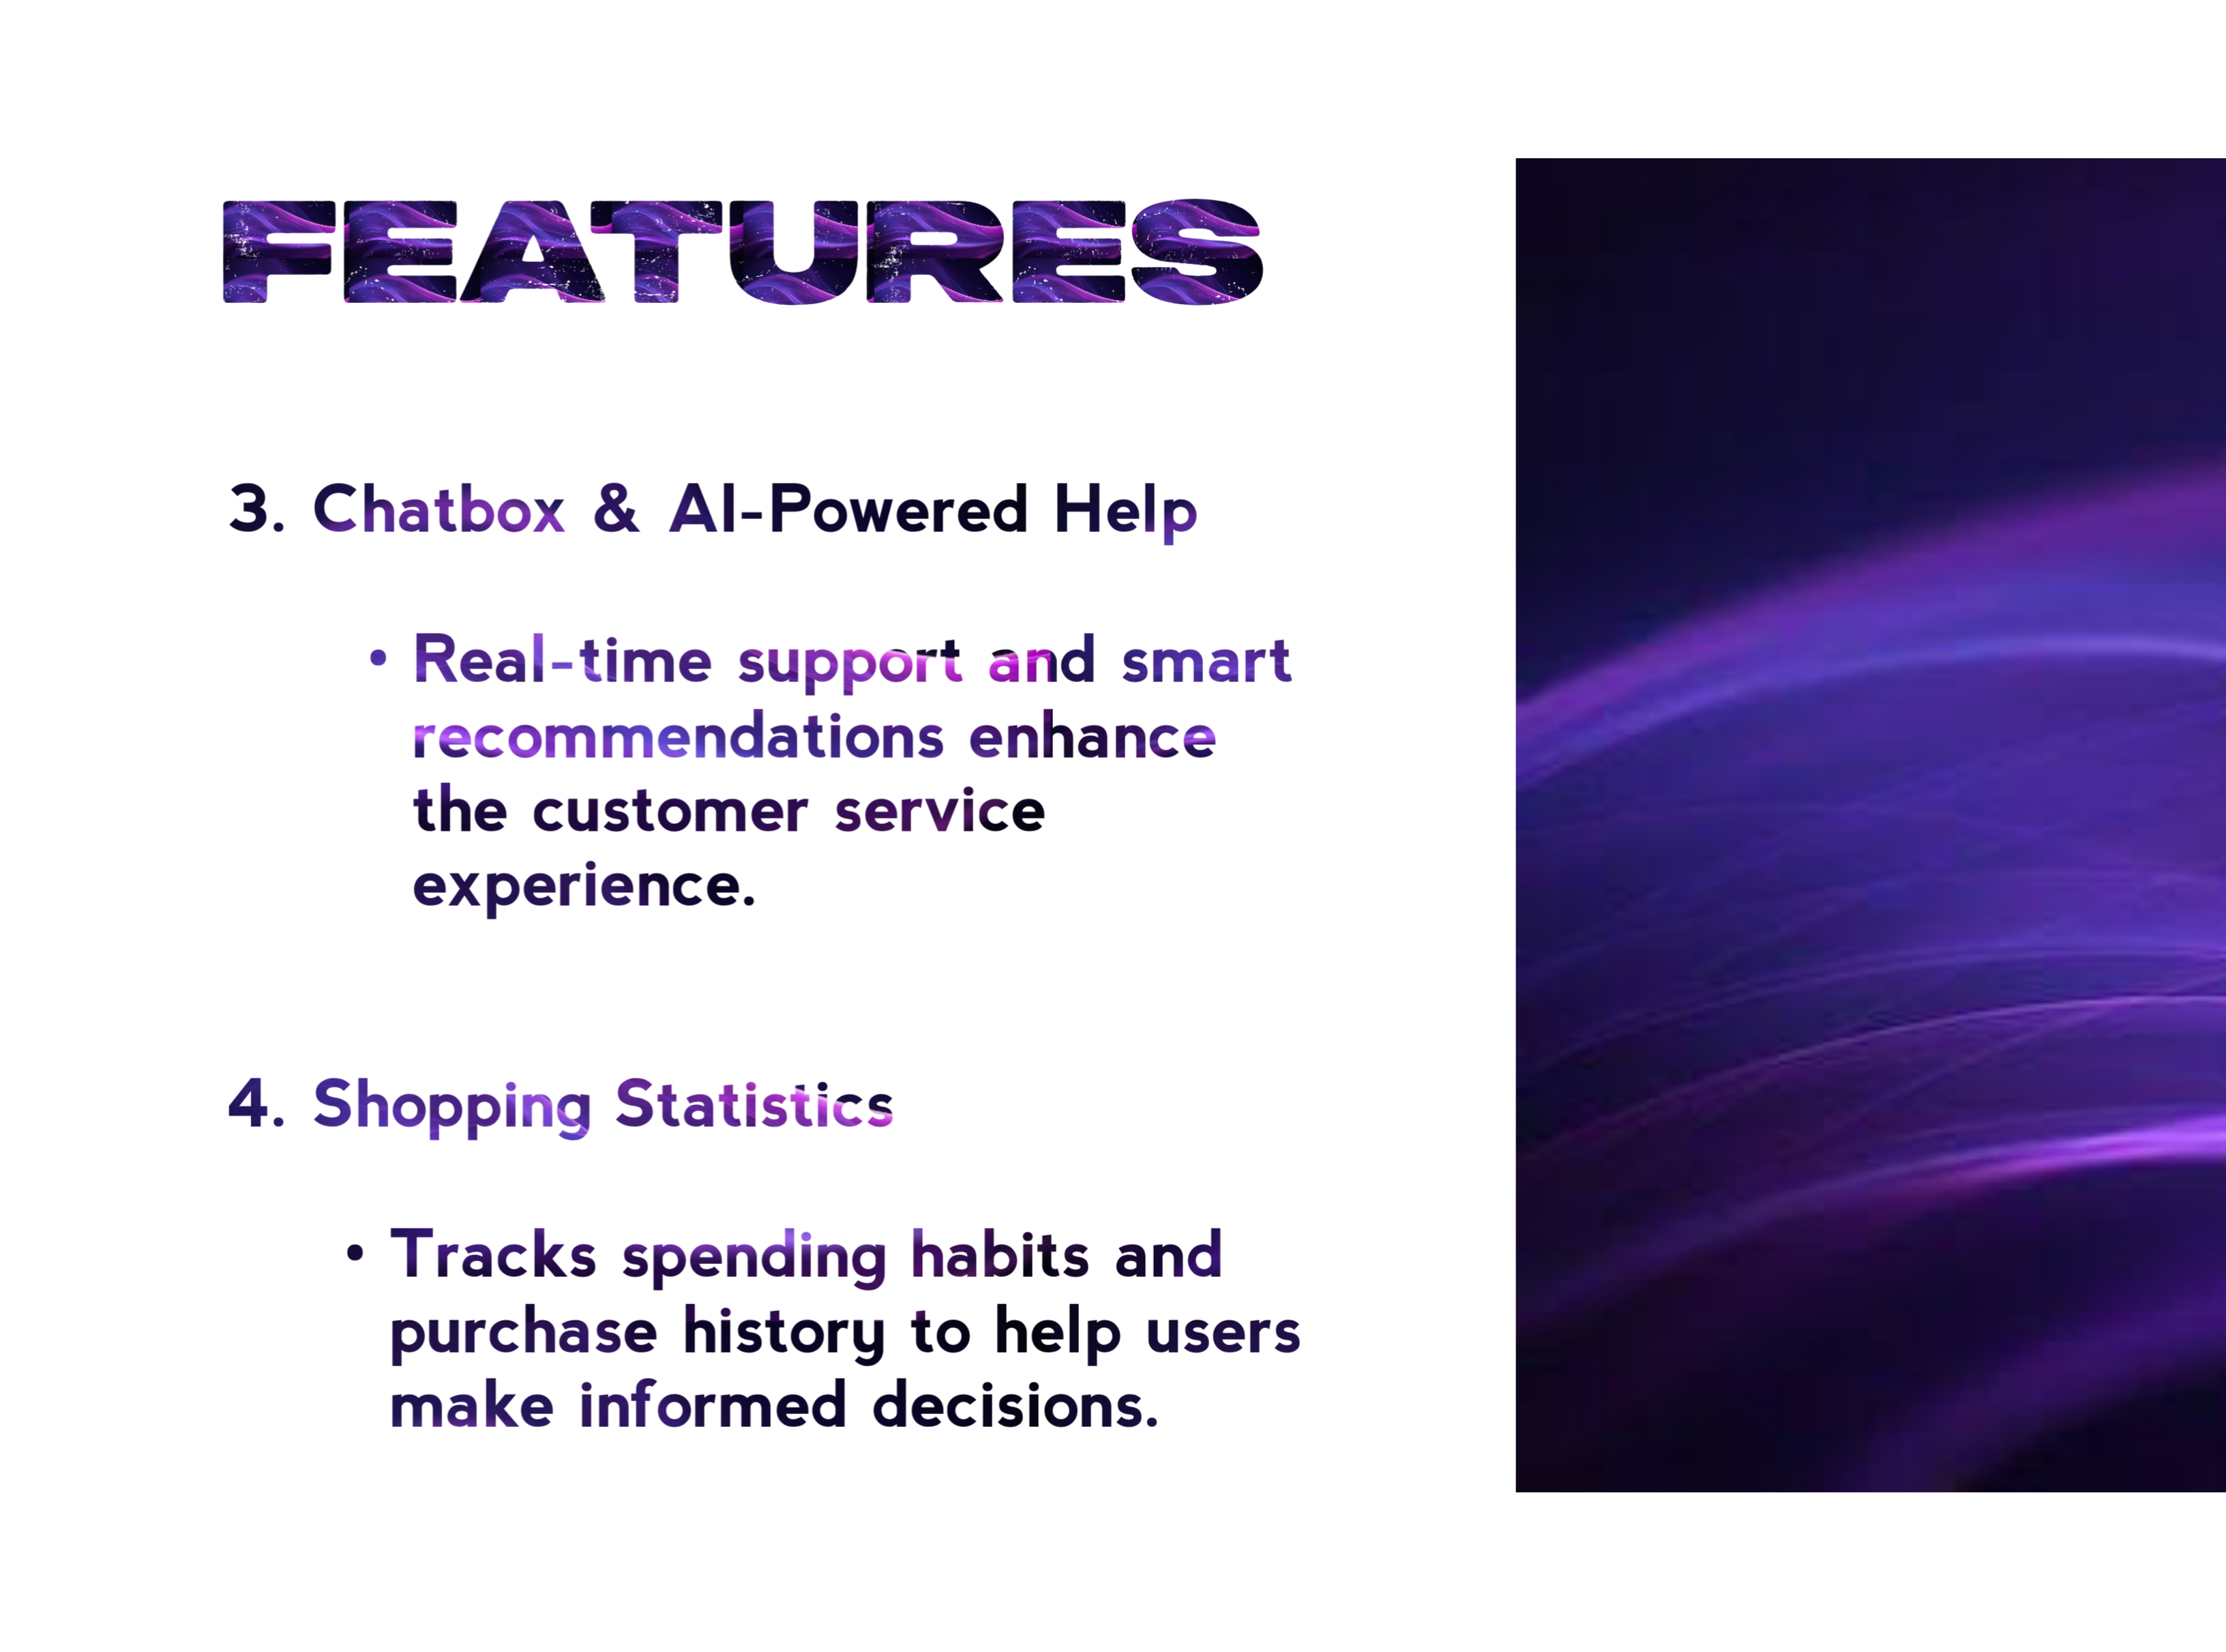 FEATURES
3. Chatbox & AI-Powered Help
• Real-time support and smart
recommendations enhance
the customer service
experience.
4. Shopping Statistics
• Tracks spending habits and
purchase history to help users
make informed decisions.